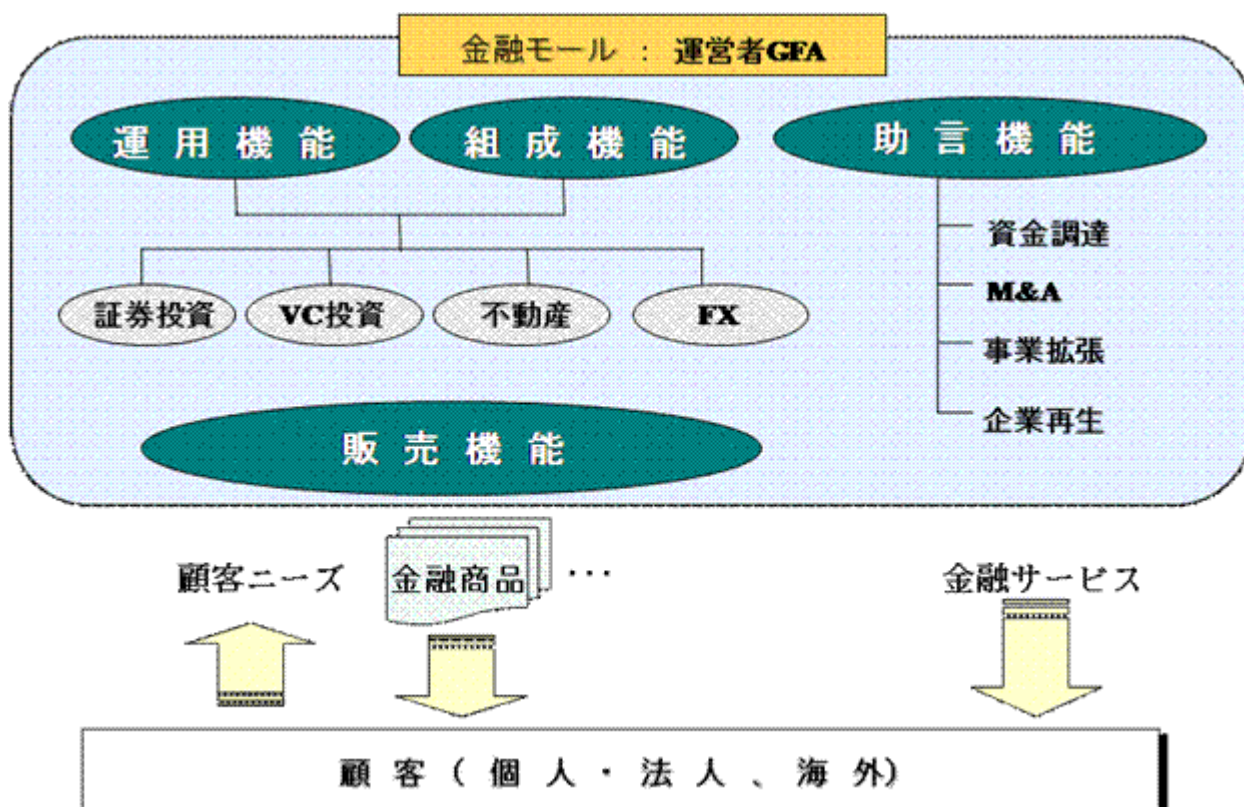 金融モール : 運営者GFA
運用機能 組成機能 助言機能
資金調達
M&A
事業拡張
企業再生
証券投資 VC投資 不動産 FX
販売機能
顧客ニーズ 金融商品 ・・・ 金融サービス
顧客(個人・法人、海外)